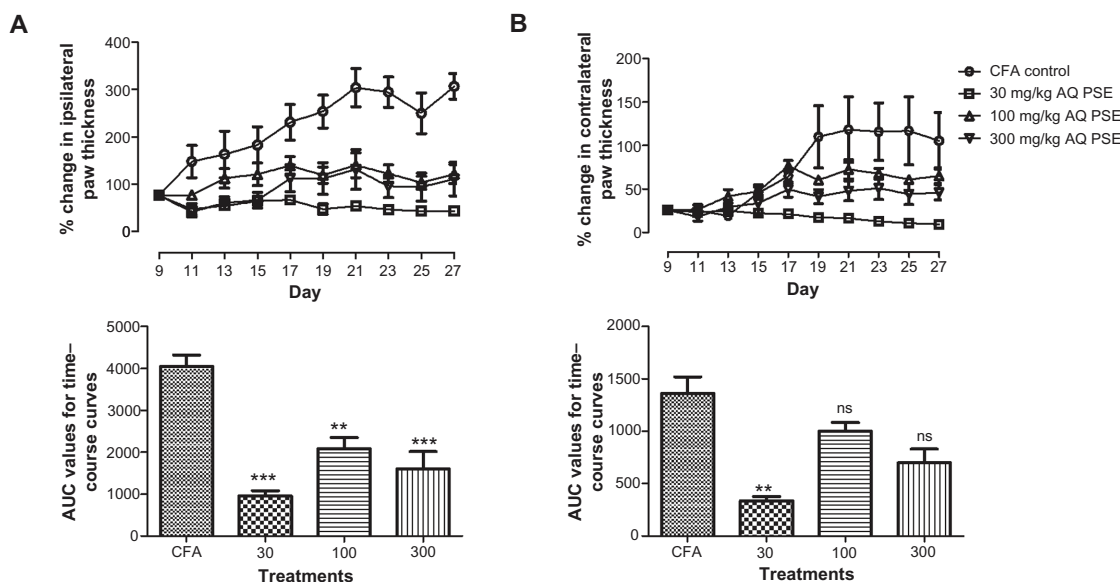 A
% change in ipsilateral
paw thickness
400
300
200
100
0
9 11 13 15 17 19 21 23 25 27
Day
B
% change in contralateral
paw thickness
200
150
100
50
0
9 11 13 15 17 19 21 23 25 27
Day
CFA control
30 mg/kg AQ PSE
100 mg/kg AQ PSE
300 mg/kg AQ PSE
AUC values for time–
course curves
5000
4000
3000
2000
1000
0
***
**
***
CFA 30 100 300
Treatments
AUC values for time–
course curves
2000
1500
1000
500
0
**
ns
ns
CFA 30 100 300
Treatments